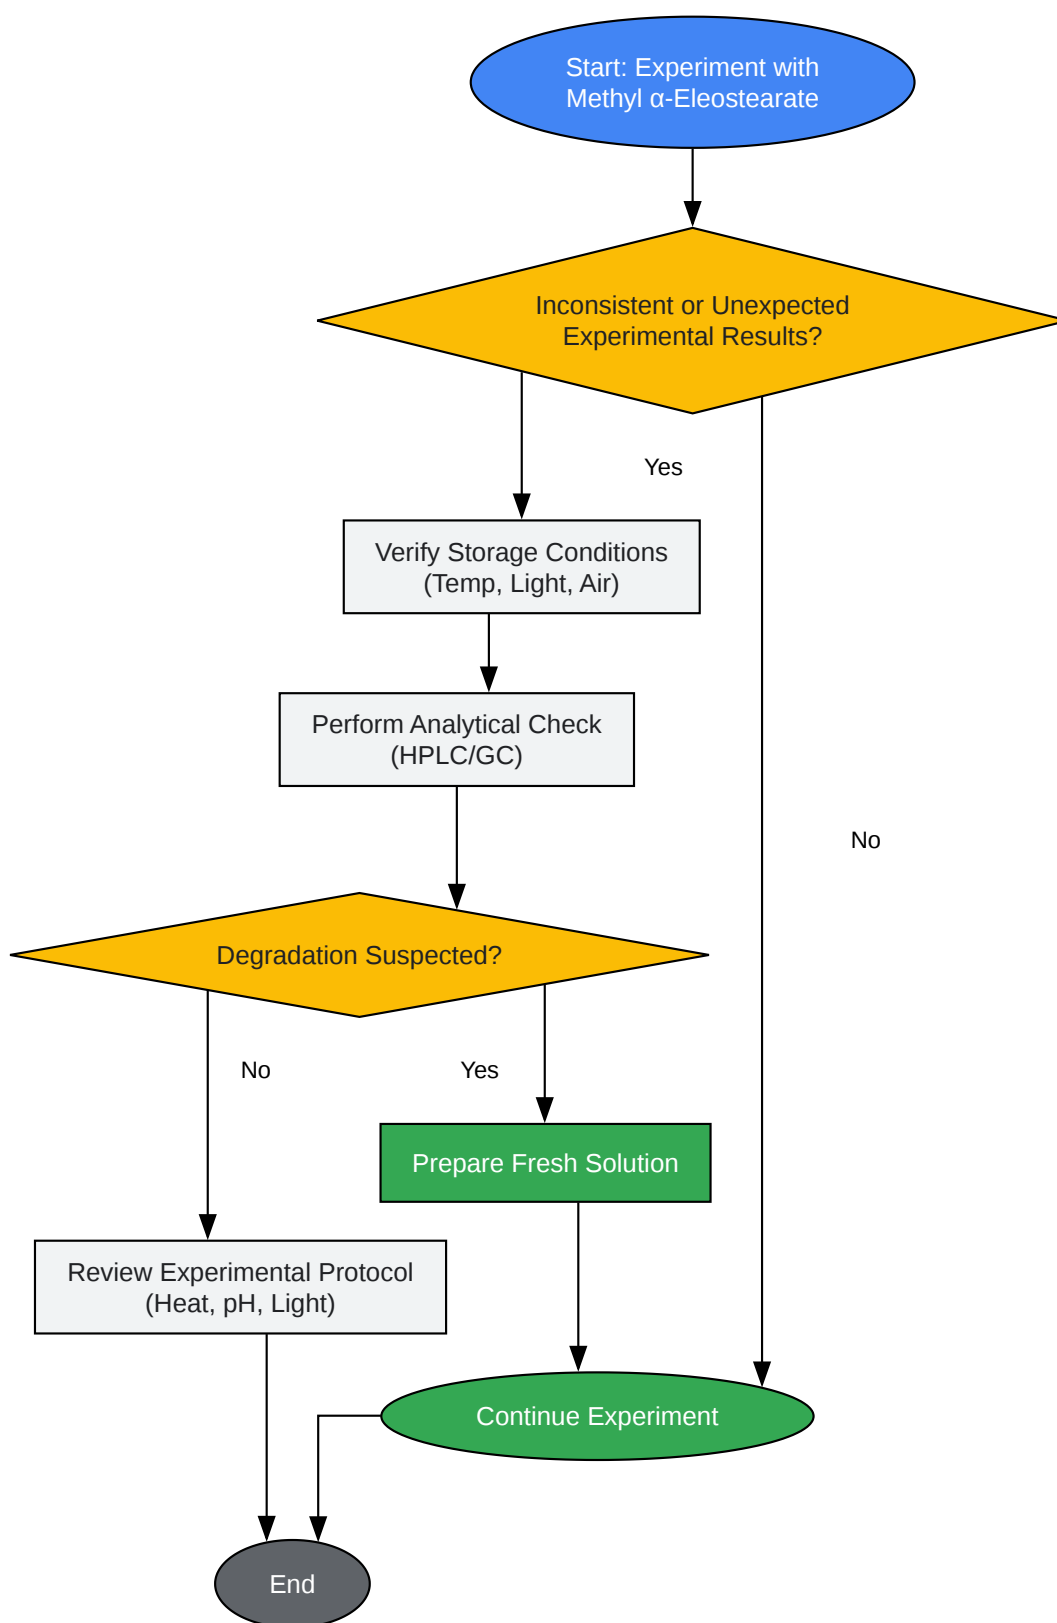 Start: Experiment with
Methyl α-Eleostearate
Inconsistent or Unexpected
Experimental Results?
Yes
Verify Storage Conditions
(Temp, Light, Air)
Perform Analytical Check
(HPLC/GC)
No
Degradation Suspected?
No
Yes
Prepare Fresh Solution
Review Experimental Protocol
(Heat, pH, Light)
Continue Experiment
End